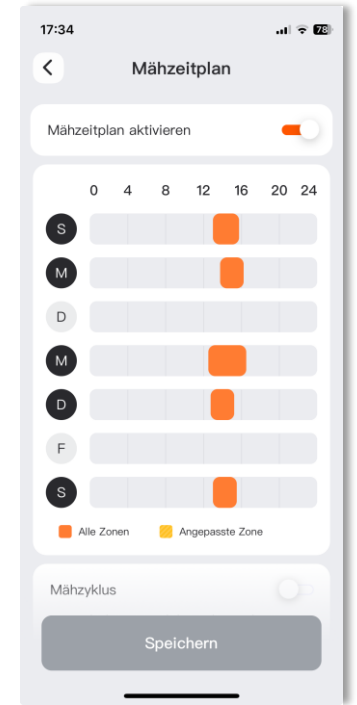 17:34 78
Mähzeitplan
Mähzeitplan aktivieren
0 4 8 12 16 20 24
S
M
D
M
D
F
S
Alle Zonen Angepasste Zone
Mähzyklus
Speichern